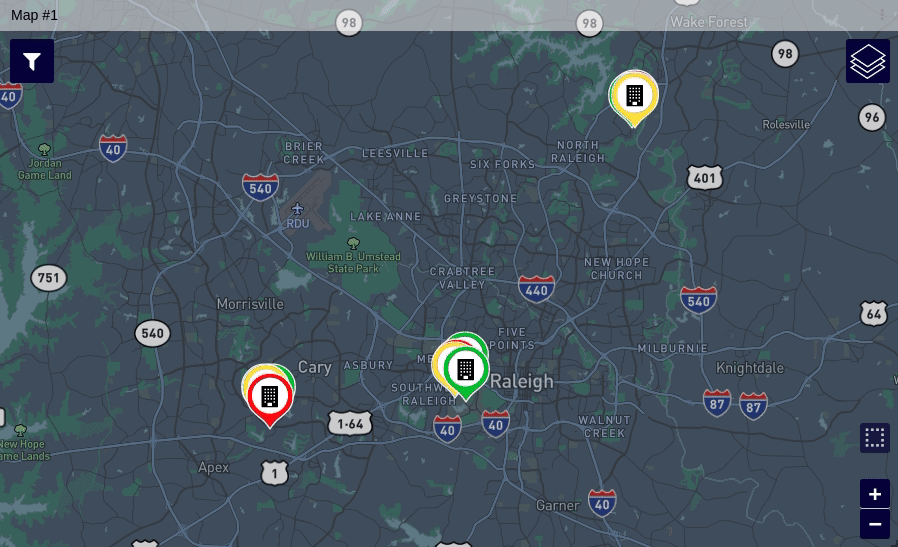 Map #1
98
98
Wake Forest
98
40
96
Rolesville
40
BRIER
CREEK
LEESVILLE
NORTH
RALEIGH
SIX FORKS
Jordan
Game Land
401
540
GREYSTONE
LAKE ANNE
RDU
William B. Umstead
State Park
NEW HOPE
CHURCH
CRABTREE
VALLEY
751
440
540
Morrisville
64
540
FIVE
POINTS
MILBURNIE
Cary
ASBURY
Knightdale
Raleigh
RALEIGH
87
87
1-64
40
40
WALNUT
CREEK
New Hope
Game Lands
Apex
1
Garner
40
+
−